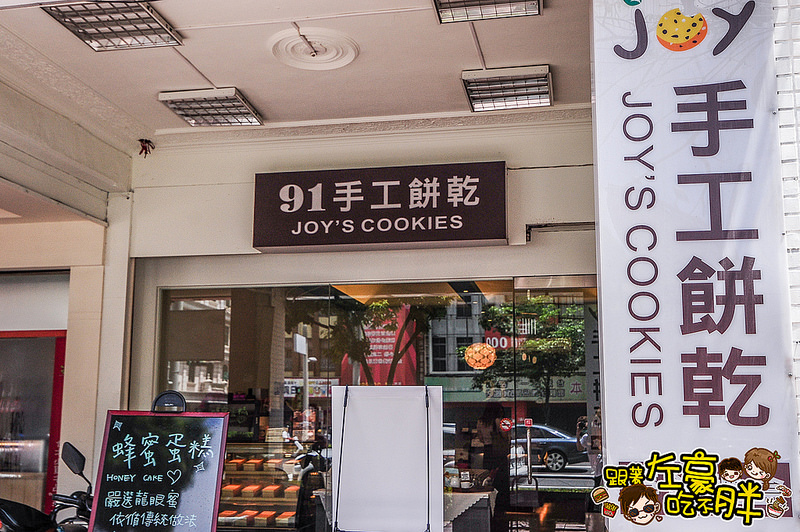 91手工餅乾
JOY'S COOKIES
Joy
手工餅乾
JOY'S COOKIES
蜂蜜蛋糕
HONEY CAKE
嚴選龍眼蜜
依循傳統做法
跟著左豪吃不胖